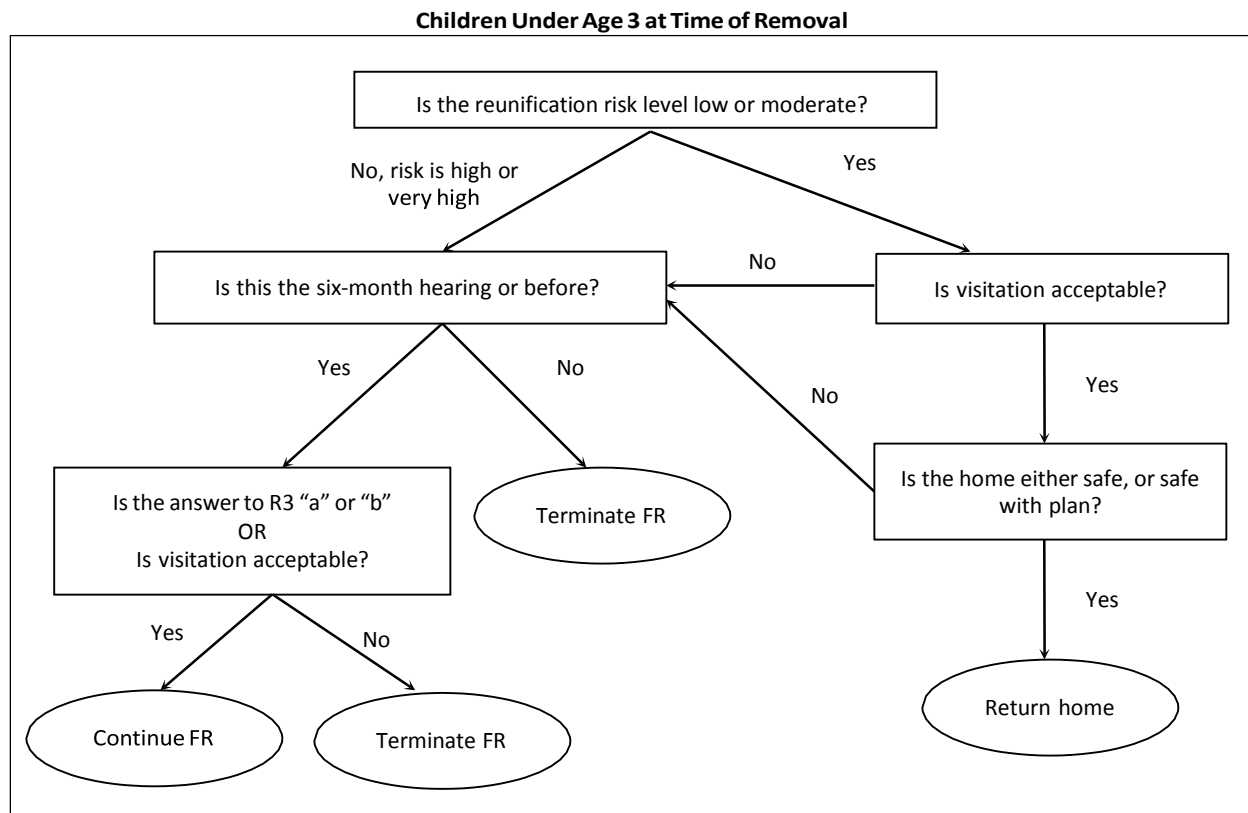 Children Under Age 3 at Time of Removal
Is the reunification risk level low or moderate?
No, risk is high or
very high
Yes
Is this the six-month hearing or before?
No
Is visitation acceptable?
Yes
No
No
Yes
Is the answer to R3 “a” or “b”
OR
Is visitation acceptable?
Terminate FR
Is the home either safe, or safe
with plan?
Yes
No
Yes
Continue FR
Terminate FR
Return home